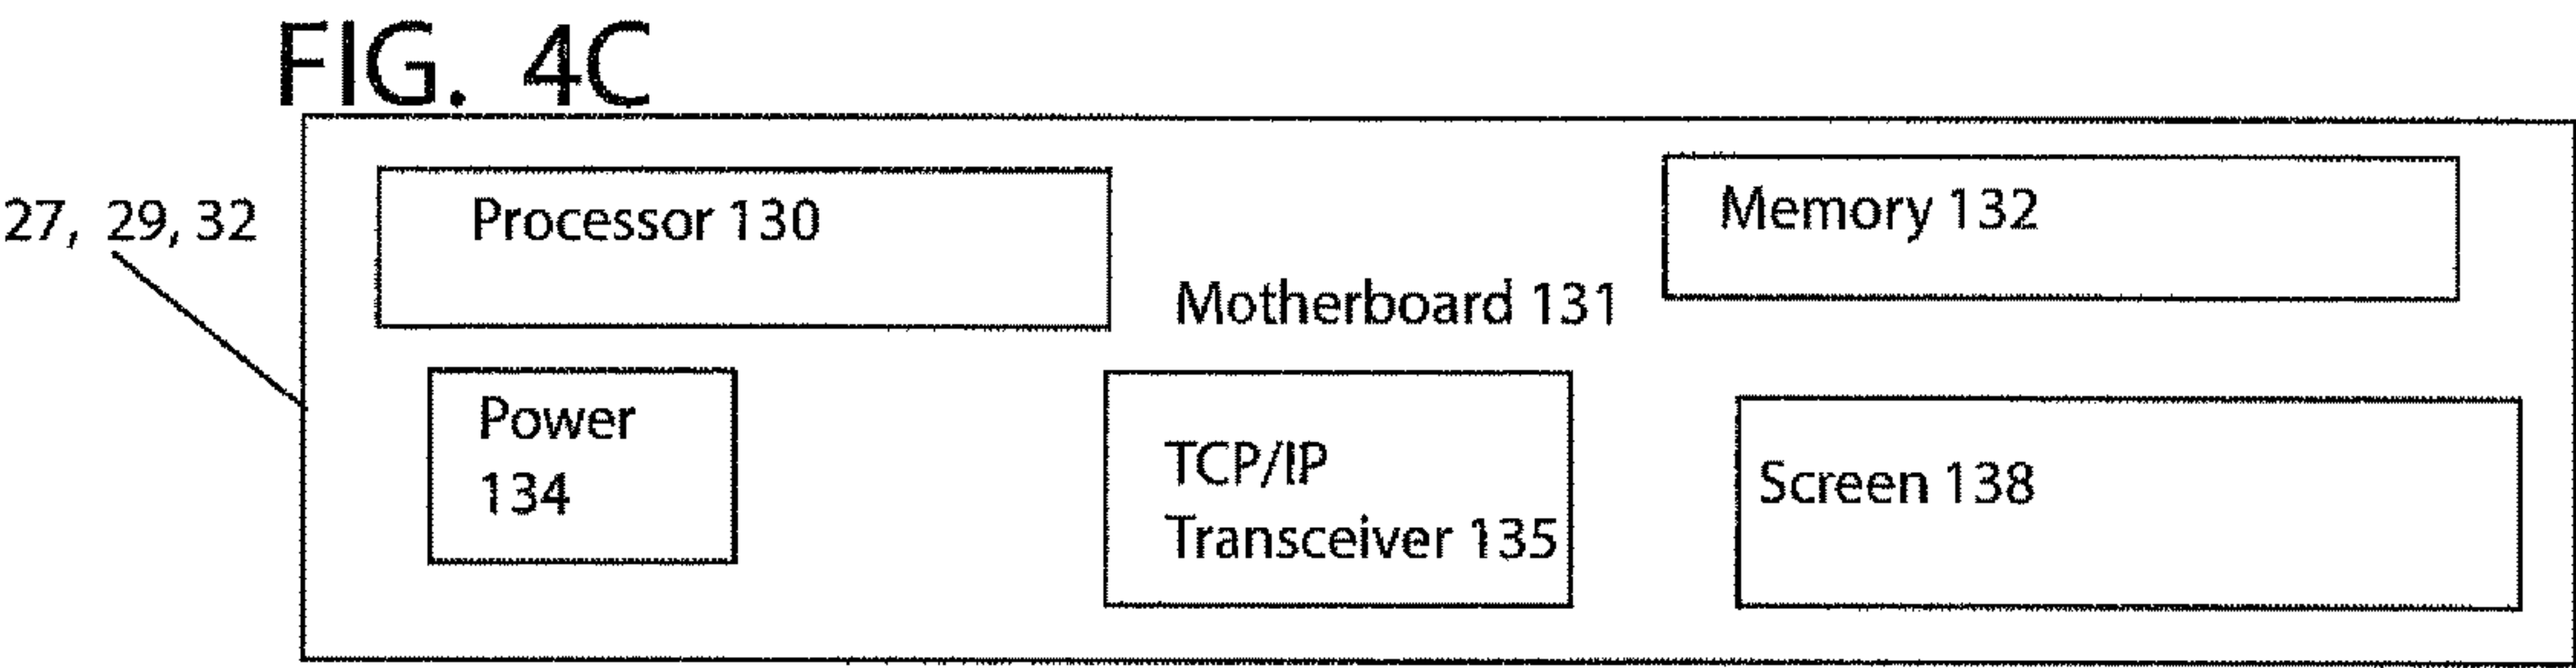 FIG. 4C
27, 29, 32
Processor 130
Memory 132
Motherboard 131
Power
134
TCP/IP
Transceiver 135
Screen 138